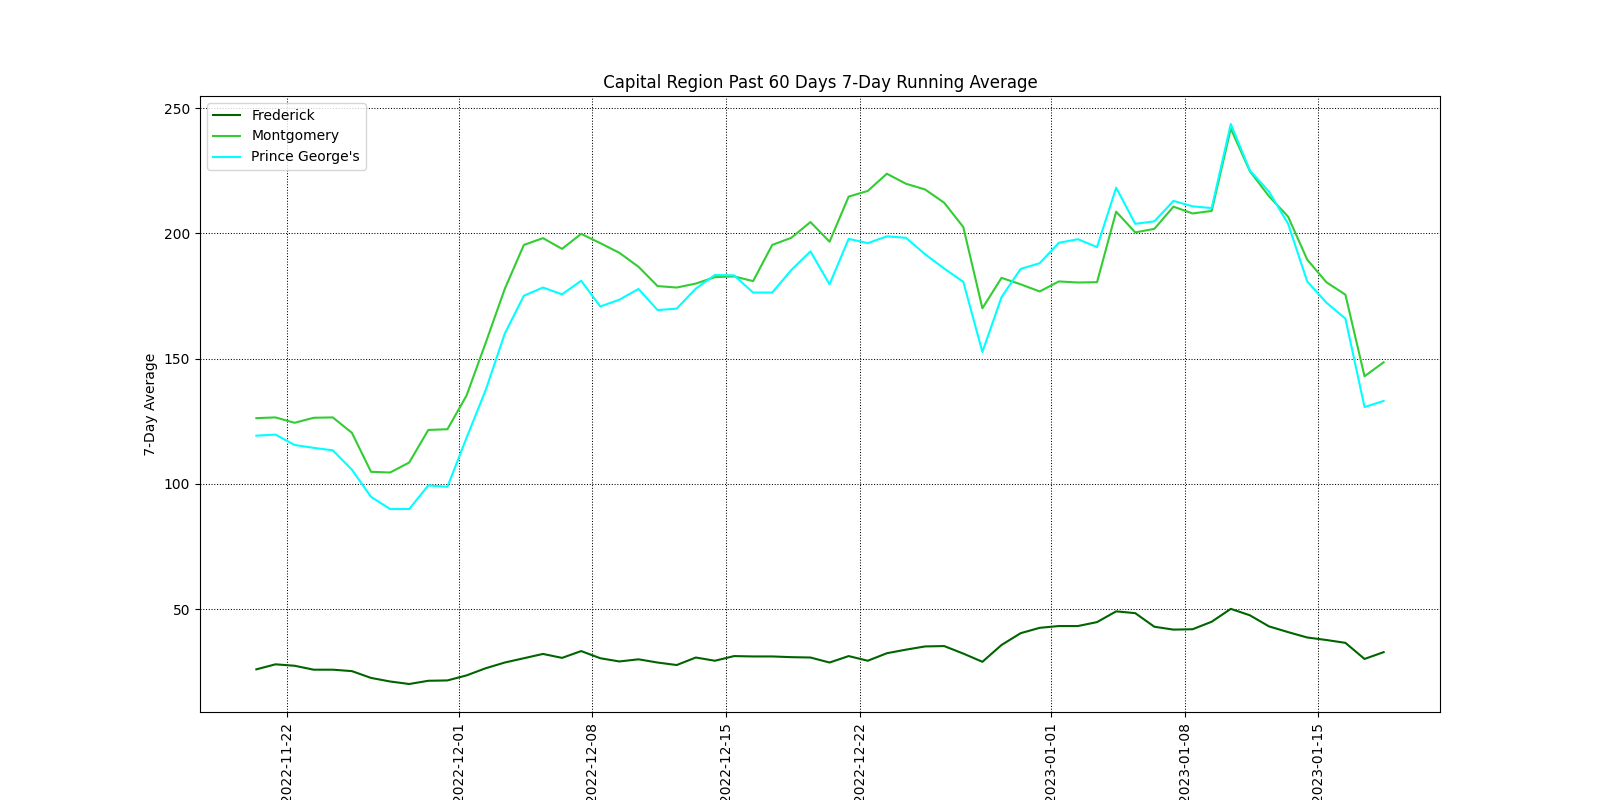 Capital Region Past 60 Days 7-Day Running Average
Frederick
Montgomery
Prince George's
7-Day Average
250
200
150
100
50
2022-11-22
2022-12-01
2022-12-08
2022-12-15
2022-12-22
2023-01-01
2023-01-08
2023-01-15